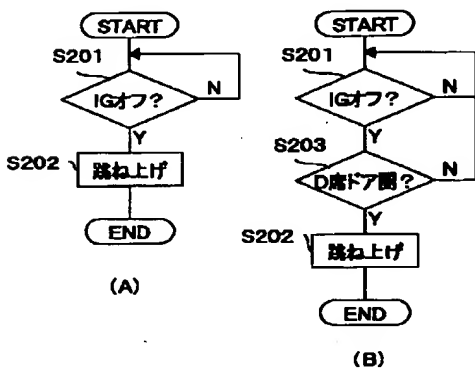 START
S201
IGオフ?
N
Y
S202
跳ね上げ
END
(A)
START
S201
IGオフ?
N
Y
S203
D席ドア開?
N
Y
S202
跳ね上げ
END
(B)